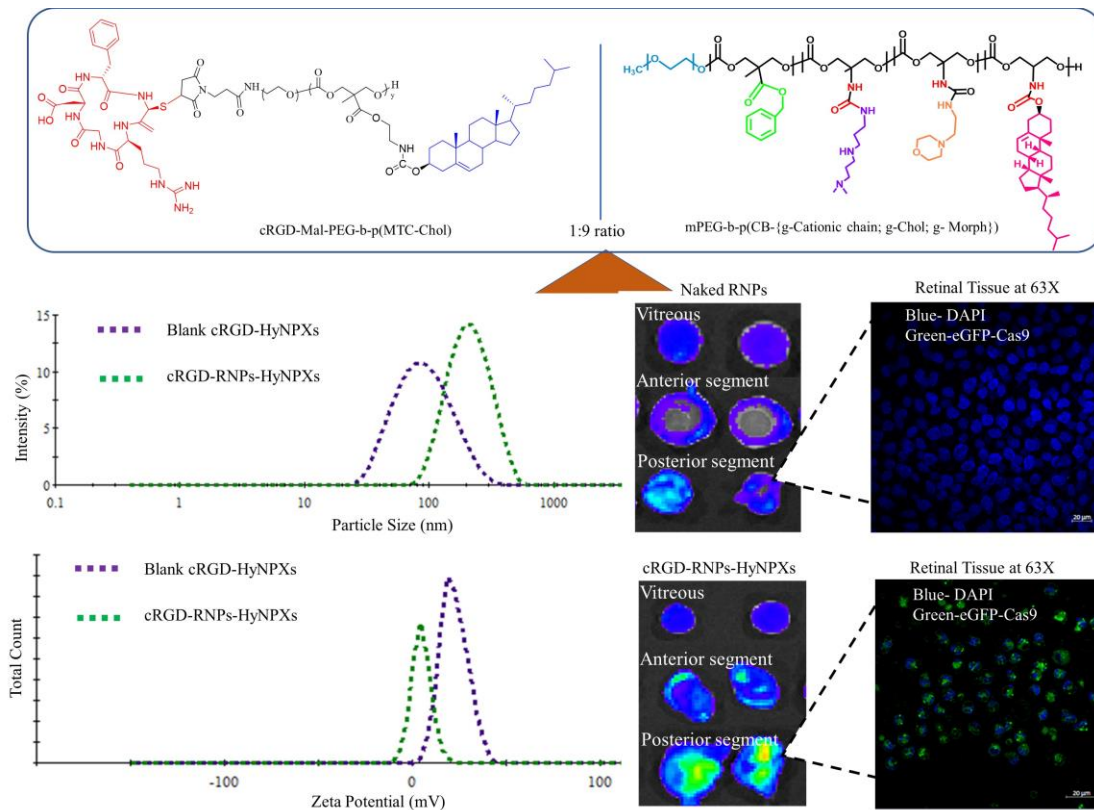 cRGD-Mal-PEG-b-p(MTC-Chol)
1:9 ratio
mPEG-b-p(CB-{g-Cationic chain; g-Chol; g- Morph})
Blank cRGD-HyNPXs
cRGD-RNPs-HyNPXs
Intensity (%)
15
10
5
0
0.1
1
10
100
1000
Particle Size (nm)
Naked RNPs
Vitreous
Anterior segment
Posterior segment
Retinal Tissue at 63X
Blue- DAPI
Green-eGFP-Cas9
20 µm
Blank cRGD-HyNPXs
cRGD-RNPs-HyNPXs
Total Count
-100
0
100
Zeta Potential (mV)
cRGD-RNPs-HyNPXs
Vitreous
Anterior segment
Posterior segment
Retinal Tissue at 63X
Blue- DAPI
Green-eGFP-Cas9
20 µm